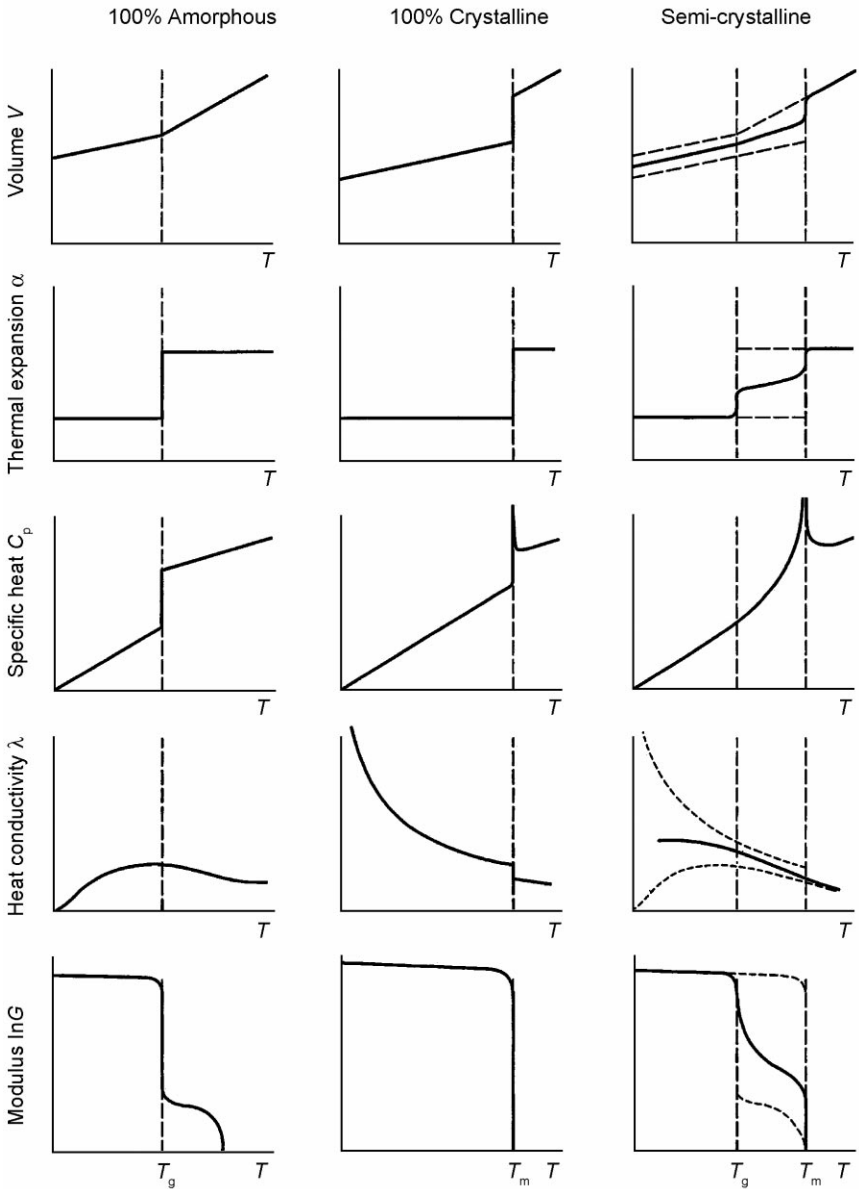 100% Amorphous 100% Crystalline Semi-crystalline
Volume V
T T T
Thermal expansion α
T T T
Specific heat Cp
T T T
Heat conductivity λ
T T T
Modulus lnG
Tg T Tm T Tg Tm T